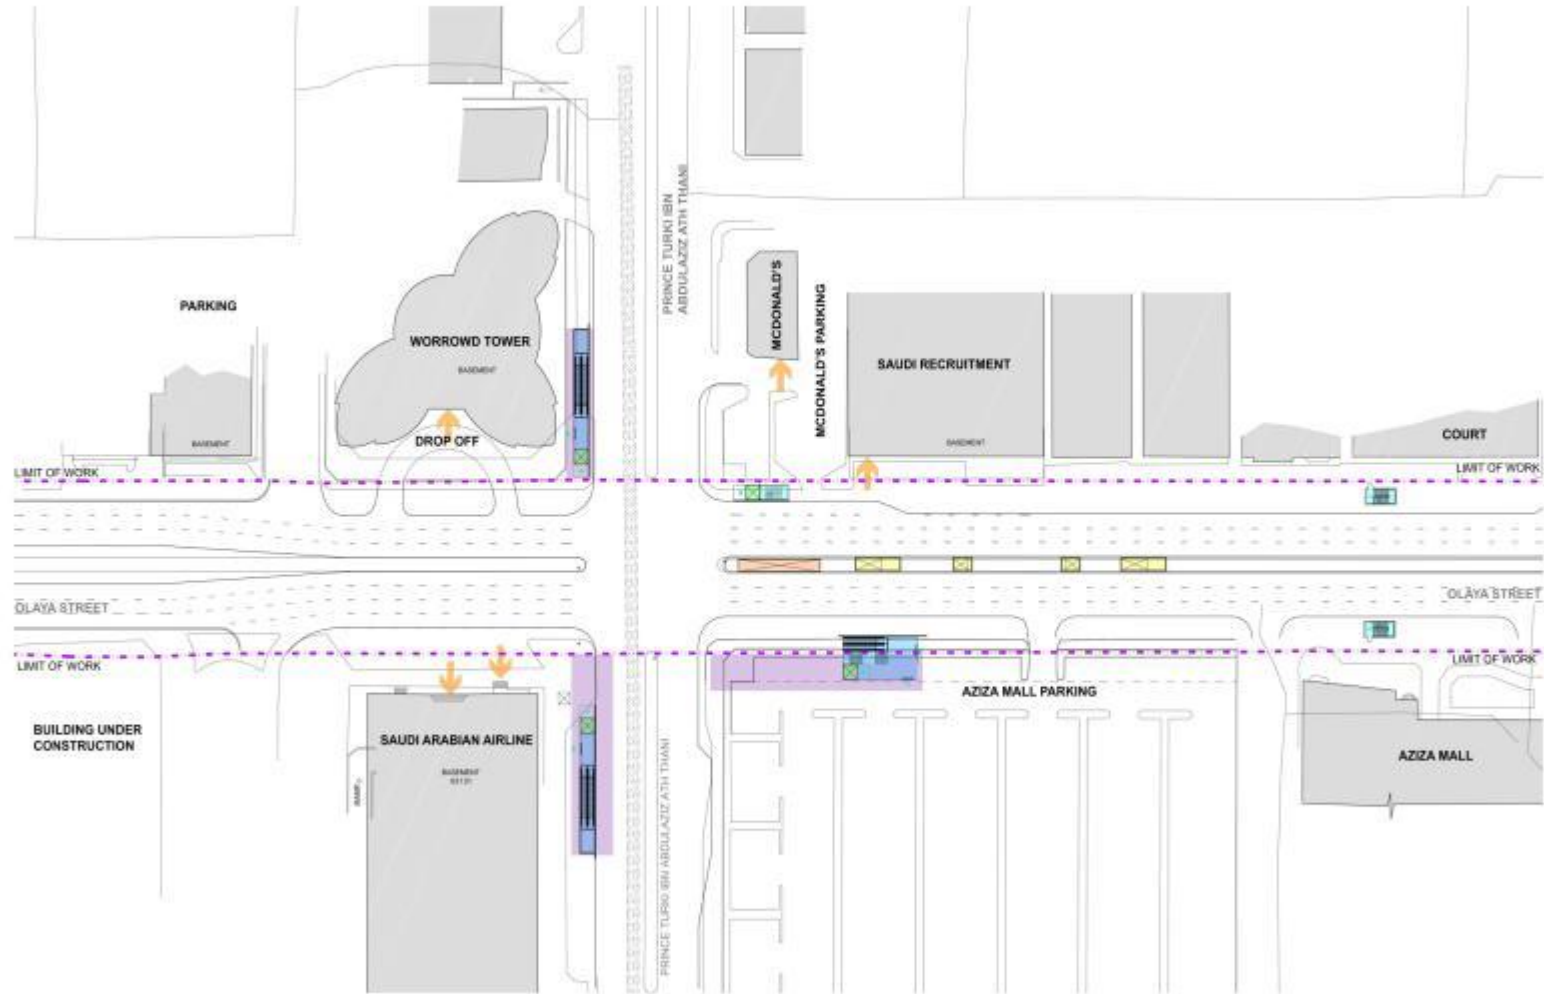 PRINCE TURKI IBN
ABDULAZIZ ATH THANI
PARKING
WORROWD TOWER
BASEMENT
MCDONALD'S
MCDONALD'S PARKING
SAUDI RECRUITMENT
BASEMENT
DROP OFF
BASEMENT
COURT
LIMIT OF WORK
LIMIT OF WORK
OLAYA STREET
OLAYA STREET
LIMIT OF WORK
LIMIT OF WORK
AZIZA MALL PARKING
BUILDING UNDER
CONSTRUCTION
SAUDI ARABIAN AIRLINE
BASEMENT
AZIZA MALL
RAMP
PRINCE TURKI IBN ABDULAZIZ ATH THANI